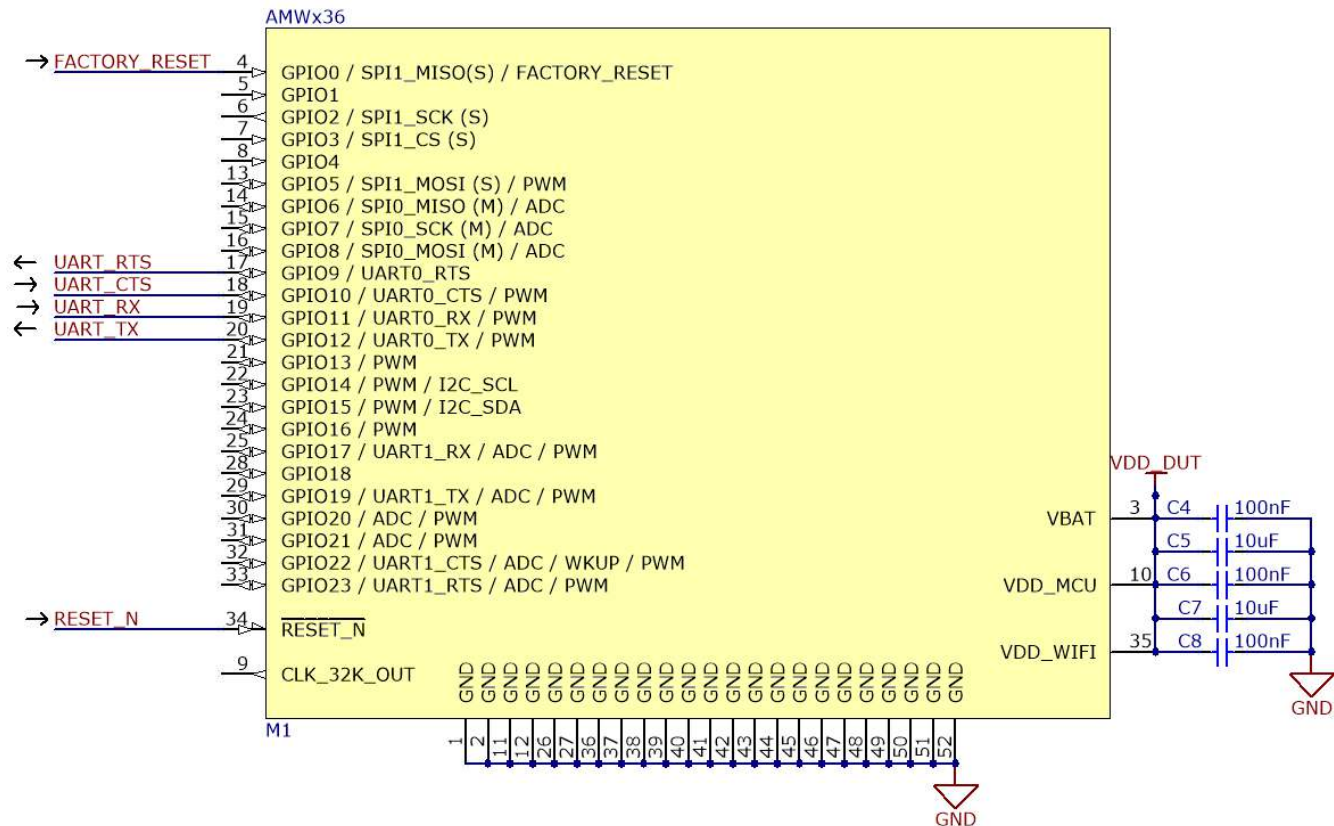 AMWx36
FACTORY_RESET 4 GPIO0 / SPI1_MISO(S) / FACTORY_RESET
5 GPIO1
6 GPIO2 / SPI1_SCK (S)
7 GPIO3 / SPI1_CS (S)
8 GPIO4
13 GPIO5 / SPI1_MOSI (S) / PWM
14 GPIO6 / SPI0_MISO (M) / ADC
15 GPIO7 / SPI0_SCK (M) / ADC
16 GPIO8 / SPI0_MOSI (M) / ADC
UART_RTS 17 GPIO9 / UART0_RTS
UART_CTS 18 GPIO10 / UART0_CTS / PWM
UART_RX 19 GPIO11 / UART0_RX / PWM
UART_TX 20 GPIO12 / UART0_TX / PWM
21 GPIO13 / PWM
22 GPIO14 / PWM / I2C_SCL
23 GPIO15 / PWM / I2C_SDA
24 GPIO16 / PWM
25 GPIO17 / UART1_RX / ADC / PWM
28 GPIO18
29 GPIO19 / UART1_TX / ADC / PWM
30 GPIO20 / ADC / PWM
31 GPIO21 / ADC / PWM
32 GPIO22 / UART1_CTS / ADC / WKUP / PWM
33 GPIO23 / UART1_RTS / ADC / PWM
RESET_N 34 RESET_N
9 CLK_32K_OUT
VDD_DUT
VBAT 3 C4 100nF
C5 10uF
VDD_MCU 10 C6 100nF
C7 10uF
VDD_WIFI 35 C8 100nF
GND
GND GND GND GND GND GND GND GND GND GND GND GND GND GND GND GND GND GND GND GND GND GND GND
M1
1 2 11 12 26 27 36 37 38 39 40 41 42 43 44 45 46 47 48 49 50 51 52
GND